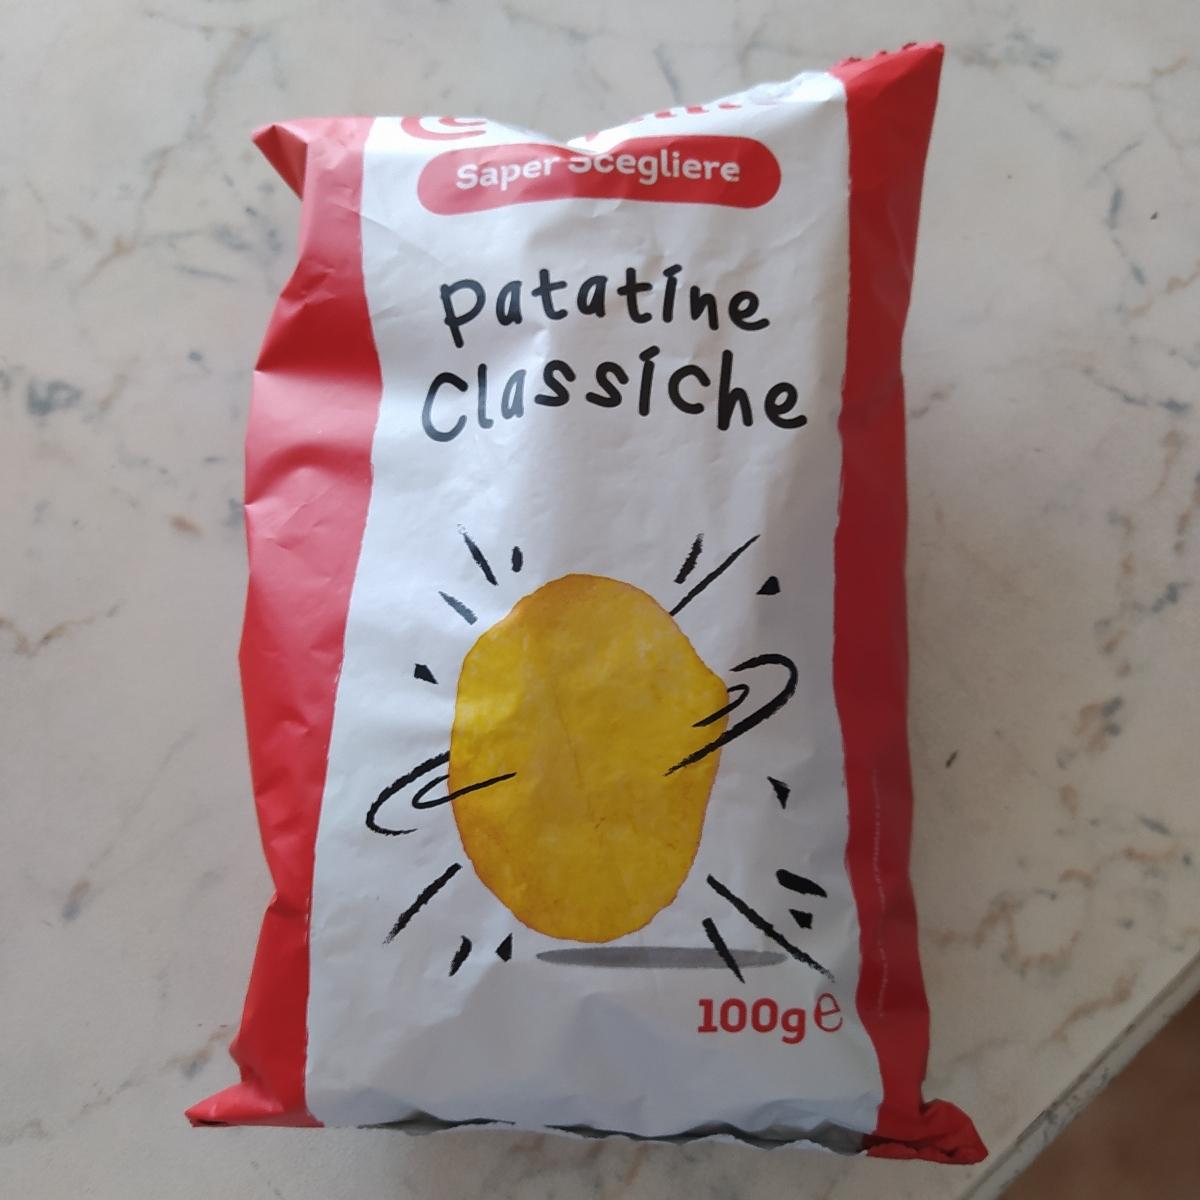 Saper Scegliere
Patatine
Classiche
100g e